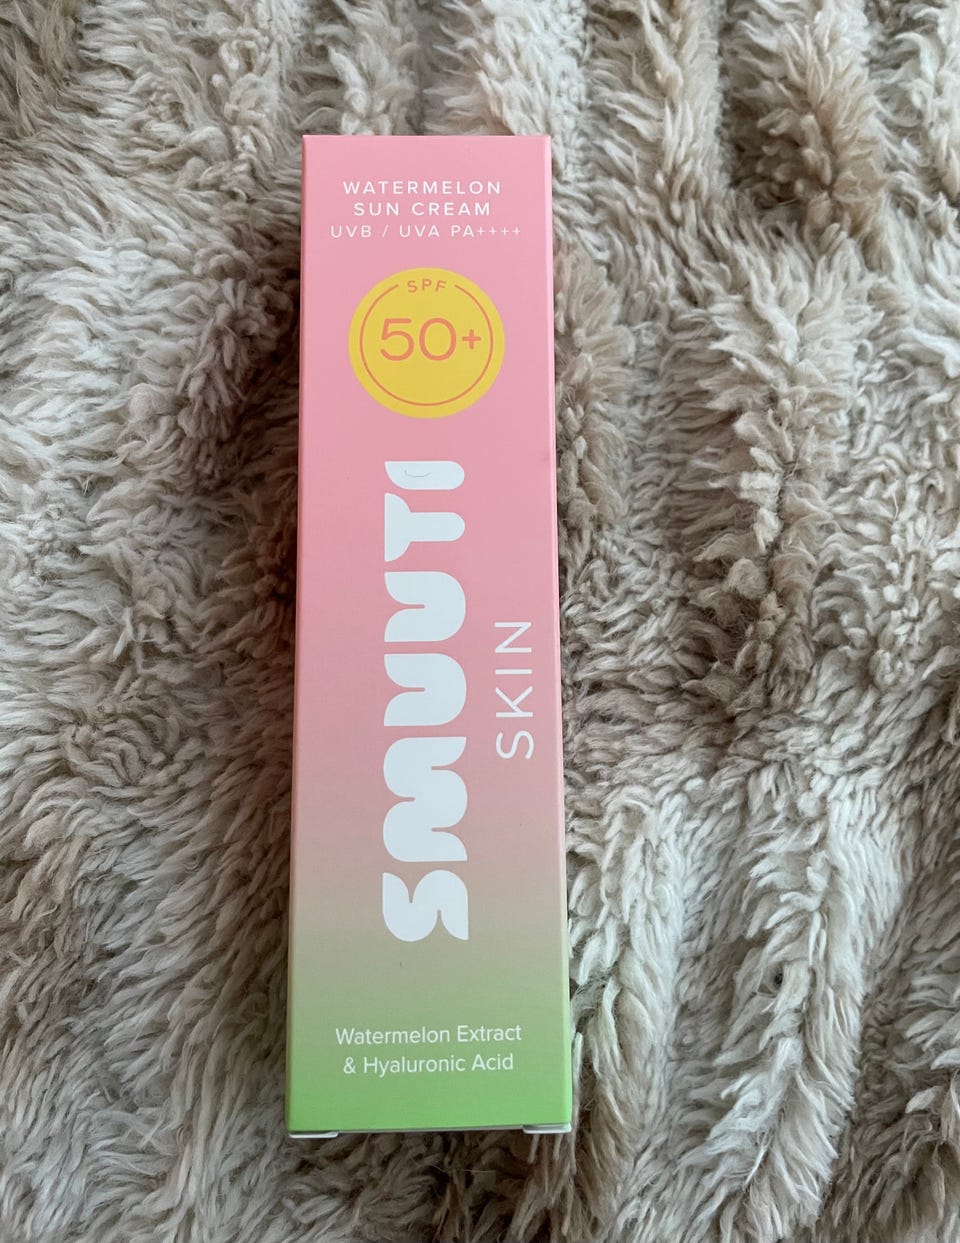 WATERMELON
SUN CREAM
UVB / UVA PA++++
SPF
50+
SMUUTI
SKIN
Watermelon Extract
& Hyaluronic Acid